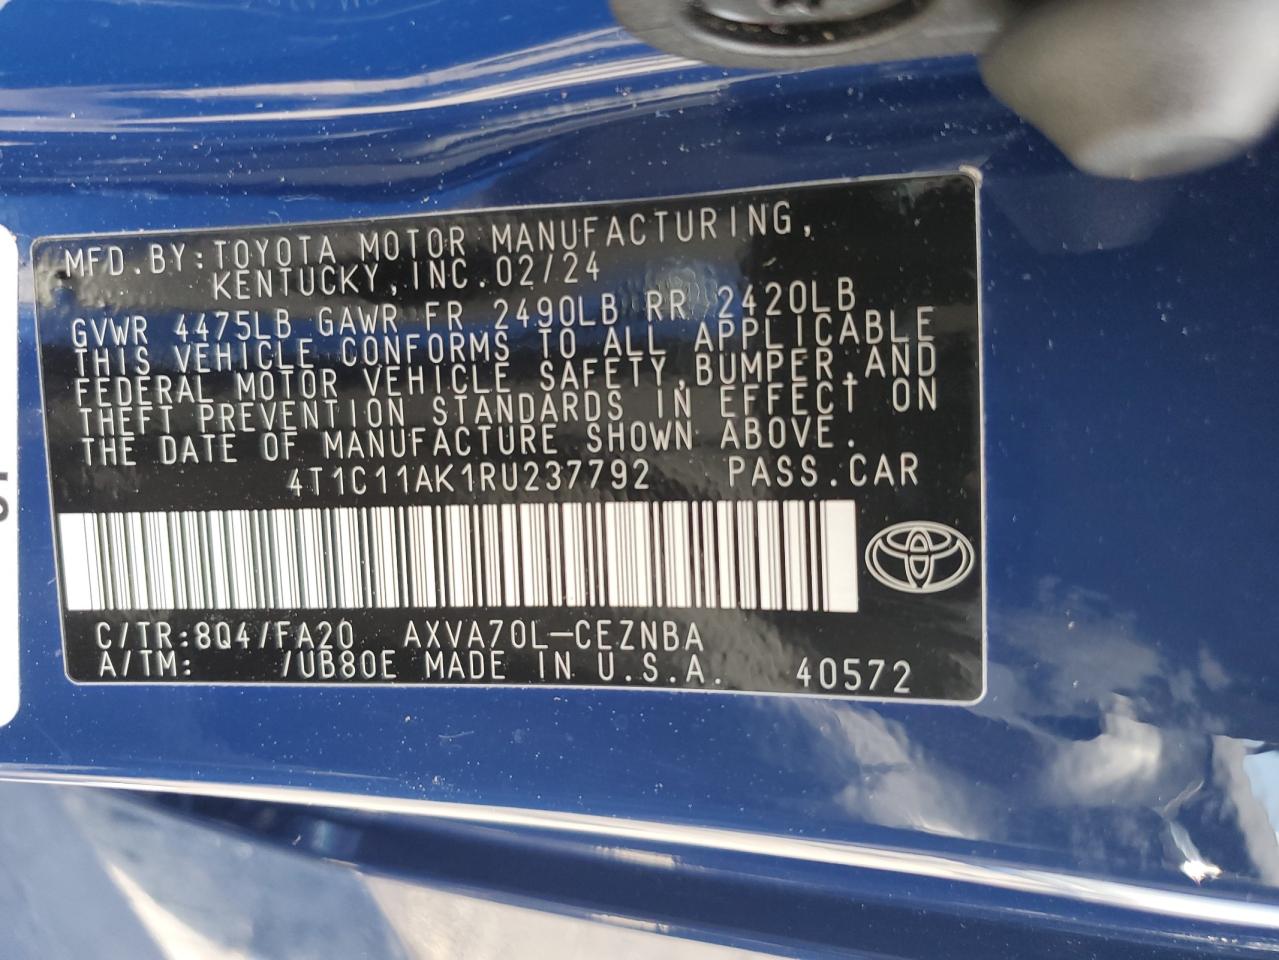 MFD.BY:TOYOTA MOTOR MANUFACTURING,
KENTUCKY,INC.02/24
GVWR 4475LB GAWR FR 2490LB RR 2420LB
THIS VEHICLE CONFORMS TO ALL APPLICABLE
FEDERAL MOTOR VEHICLE SAFETY,BUMPER,AND
THEFT PREVENTION STANDARDS IN EFFECT ON
THE DATE OF MANUFACTURE SHOWN ABOVE.
4T1C11AK1RU237792 PASS.CAR
C/TR:8Q4/FA20 AXVA70L-CEZNBA
A/TM: /UB80E MADE IN U.S.A. 40572